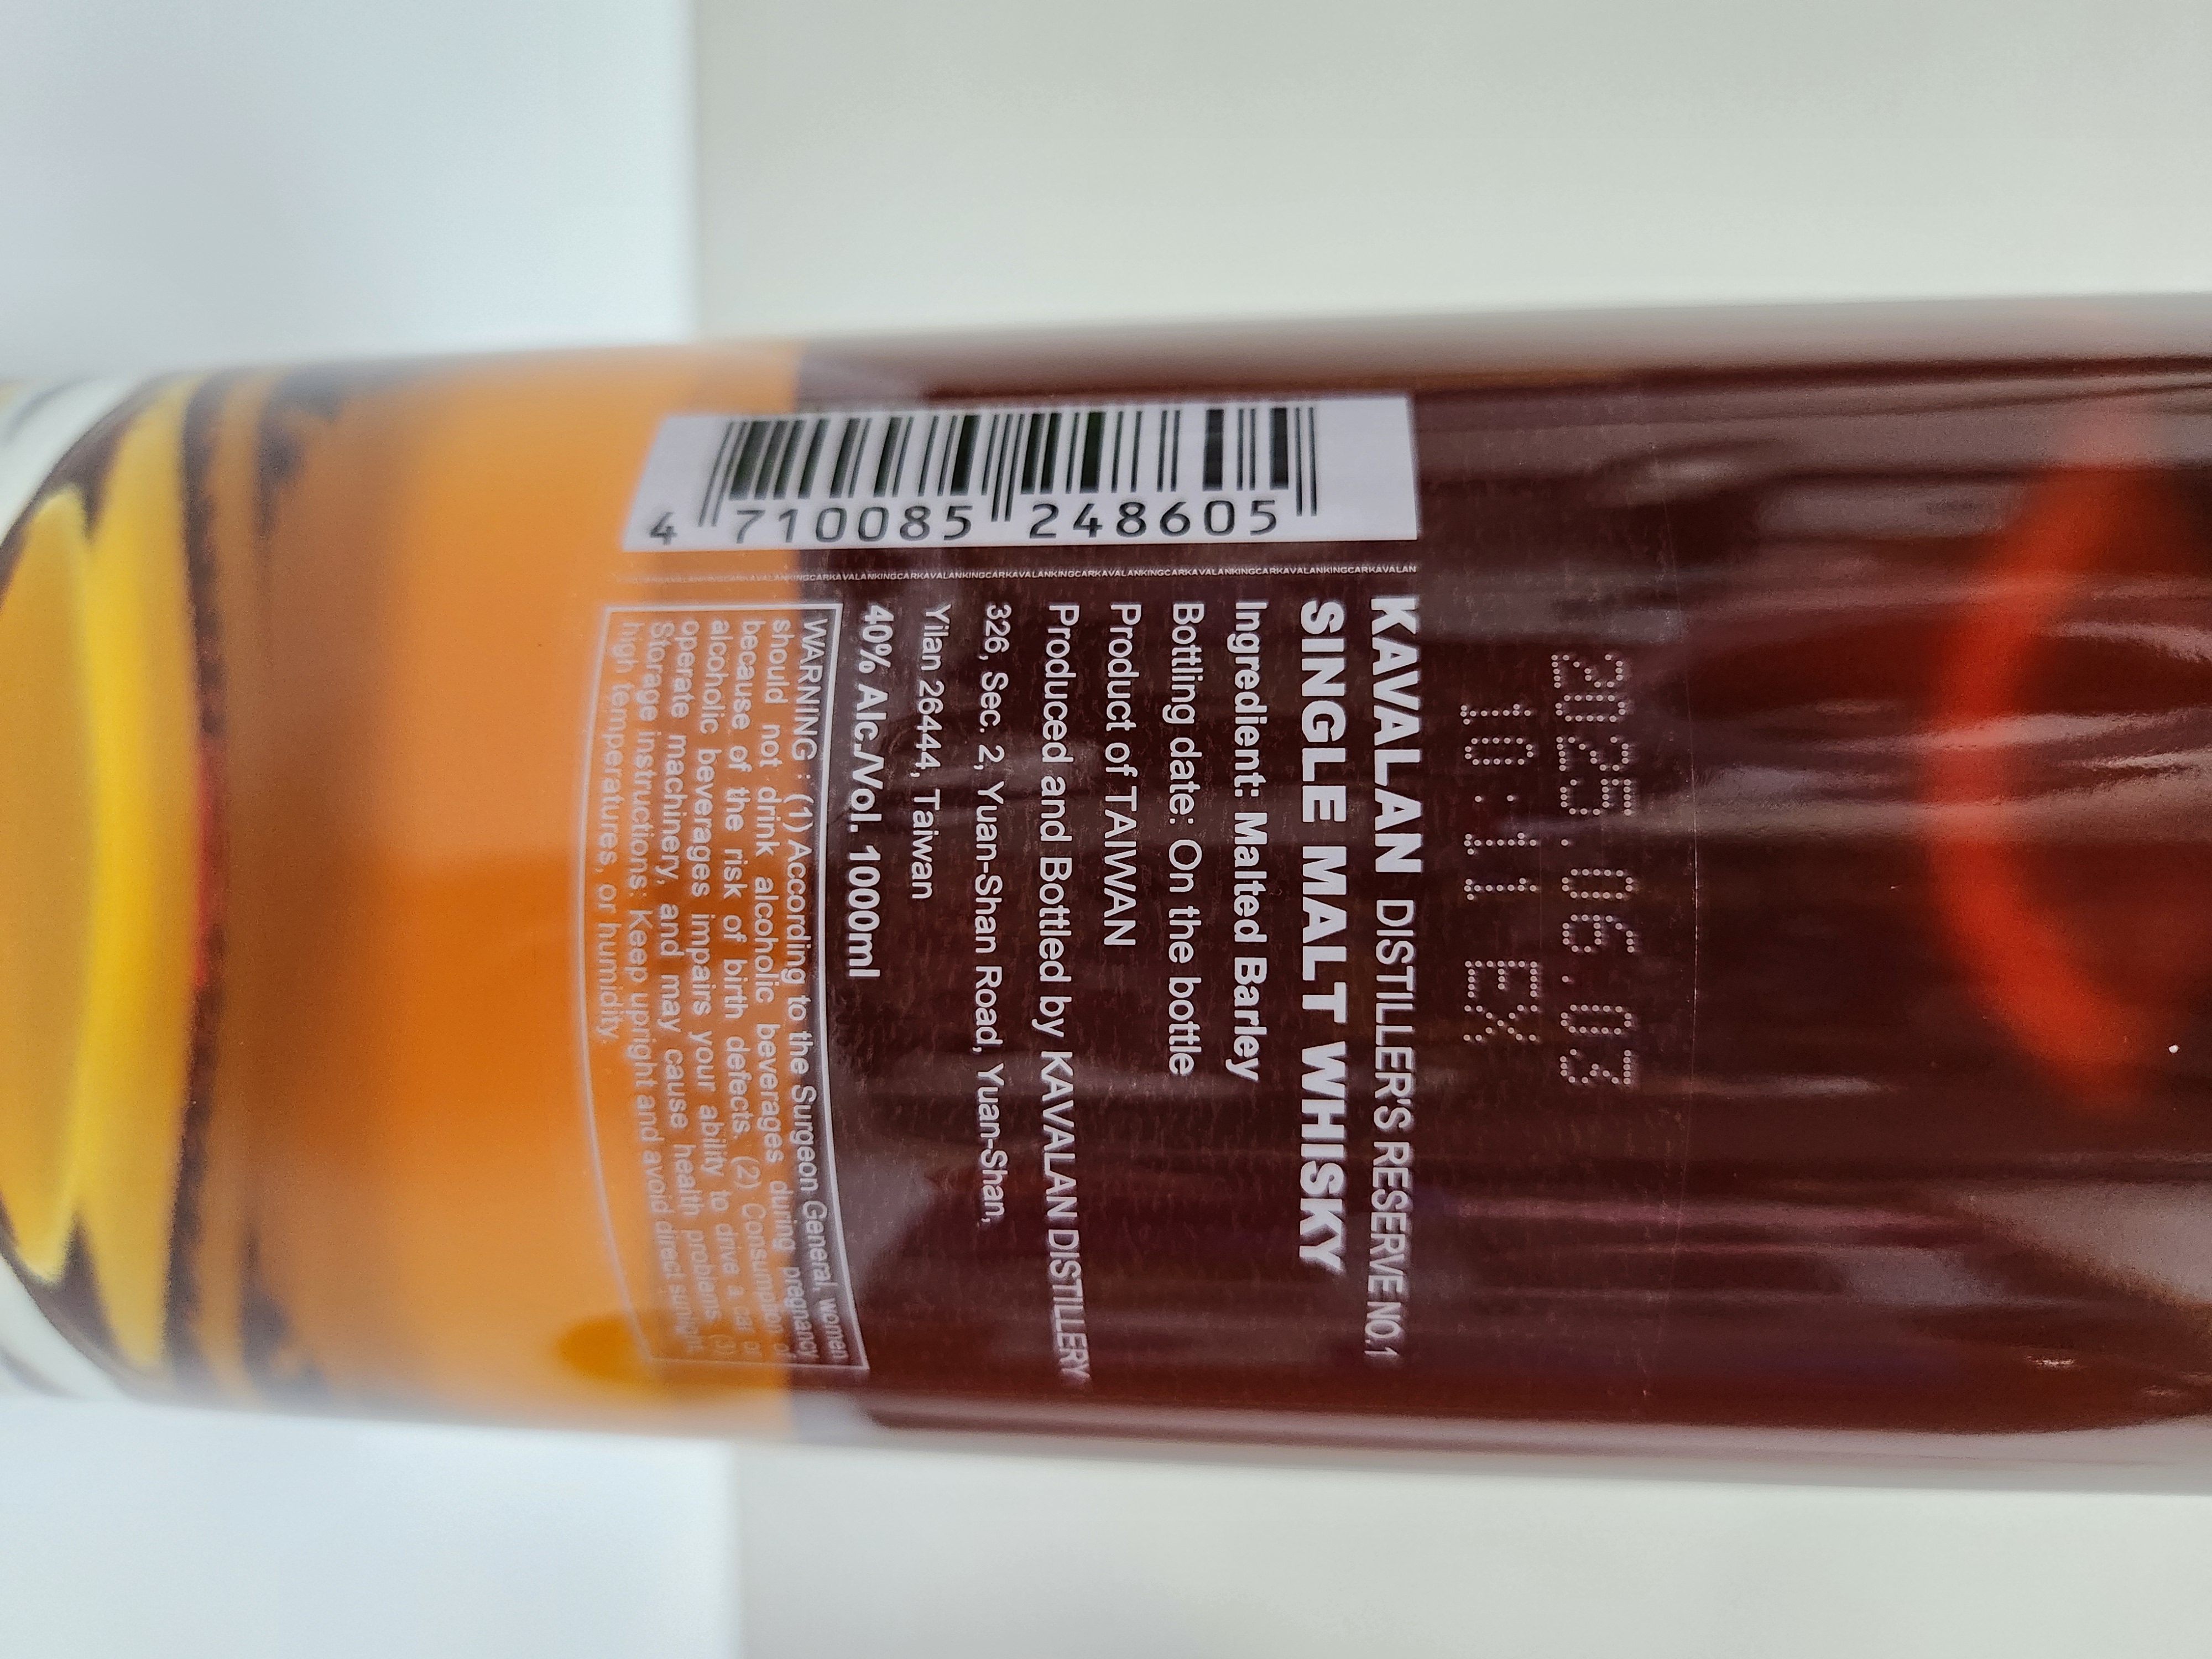 2025.06.03
10:11 EX
KAVALAN DISTILLER'S RESERVE NO.1
SINGLE MALT WHISKY
Ingredient: Malted Barley
Bottling date: On the bottle
Product of TAIWAN
Produced and Bottled by KAVALAN DISTILLERY
326, Sec. 2, Yuan-Shan Road, Yuan-Shan,
Yilan 26444, Taiwan
40% Alc./Vol. 1000ml
WARNING : (1) According to the Surgeon General, women
should not drink alcoholic beverages during pregnancy
because of the risk of birth defects. (2) Consumption of
alcoholic beverages impairs your ability to drive a car or
operate machinery, and may cause health problems. (3)
Storage instructions: Keep upright and avoid direct sunlight,
high temperatures, or humidity.
KINGCARKAVALANKINGCARKAVALANKINGCARKAVALANKINGCARKAVALANKINGCARKAVALANKINGCARKAVALAN
4 710085 248605